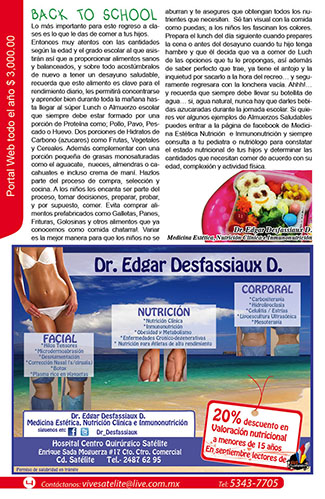 Portal Web todo el año $ 3,000.00
BACK TO SCHOOL
Lo más importante para este regreso a clases
es lo que le das de comer a tus hijos.
Entonces muy atentos con las cantidades
según la edad y el grado escolar al que asistirán
así que a proporcionar alimentos sanos
y balanceados, y sobre todo acostúmbralos
de nuevo a tener un desayuno saludable,
recuerda que este alimento es clave para el
rendimiento diario, les permitirá concentrarse
y aprender bien durante toda la mañana hasta
llegar al súper Lunch o Almuerzo escolar
que siempre debe estar formado por una
porción de Proteína como; Pollo, Pavo, Pescado
o Huevo. Dos porciones de Hidratos de
Carbono (azucares) como Frutas, Vegetales
y Cereales. Además complementar con una
porción pequeña de grasas monosaturadas
como el aguacate, nueces, almendras o cacahuates
e incluso crema de maní. Hazlos
parte del proceso de compra, selección y
cocina. A los niños les encanta ser parte del
proceso, tomar decisiones, preparar, probar,
y por supuesto, comer. Evita comprar alimentos
prefabricados como Galletas, Panes,
Frituras, Golosinas y otros alimentos que ya
conocemos como comida chatarra!. Variar
es la mejor manera para que los niños no se
aburran y te asegures que obtengan todos los nutrientes
que necesiten. Sé tan visual con la comida
como puedas, a los niños les fascinan los colores.
Prepara el lunch del día siguiente cuando prepares
la cena o antes del desayuno cuando tu hijo tenga
hambre y que él decida que va a comer de Luch
de las opciones que tu le propongas, así además
de saber perfecto que trae, ya tiene el antojo y la
inquietud por sacarlo a la hora del recreo… y seguramente
regresara con la lonchera vacía. Ahhh!...
y recuerda que siempre debe llevar su botellita de
agua… si, agua natural, nunca hay que darles bebidas
azucaradas durante la jornada escolar. Si quieres
ver algunos ejemplos de Almuerzos Saludables
puedes entrar a la página de facebook de Medicina
Estética Nutrición e Inmunonutrición y siempre
consulta a tu pediatra o nutriólogo para constatar
el estado nutricional de tus hijos y determinar las
cantidades que necesitan comer de acuerdo con su
edad, complexión y actividad física.
Dr. Edgar Desfassiaux D.
Medicina Estética, Nutrición Clínica e Inmunonutrición
Dr. Edgar Desfassiaux D.
FACIAL
Hilos Tensores
Microdermoabrasión
Desmanchación
Corrección Nasal (s/cirugía)
Botox
Plasma rico en plaquetas
NUTRICIÓN
Nutrición Clínica
Inmunonutrición
Obesidad y Metabolismo
Enfermedades Crónico-degenerativas
Nutrición para Atletas de alto rendimiento
CORPORAL
Carboxiterapia
Hidrolipoclasia
Celulitis / Estrías
Lipoescultura Ultrasónica
Mesoterapia
Dr. Edgar Desfassiaux D.
Medicina Estética, Nutrición Clínica e Inmunonutrición
síguenos en:
Dr_Desfassiaux
Hospital Centro Quirúrgico Satélite
Enrique Sada Muguerza #17 Cto. Ctro. Comercial
Cd. Satélite Tel.- 2487 62 95
Permiso de salubridad en trámite
20% descuento en
Valoración nutricional
a menores de 15 años
En septiembre lectores de
4
Contáctanos: vivesatelite@live.com.mx
Tel. 5343-7705